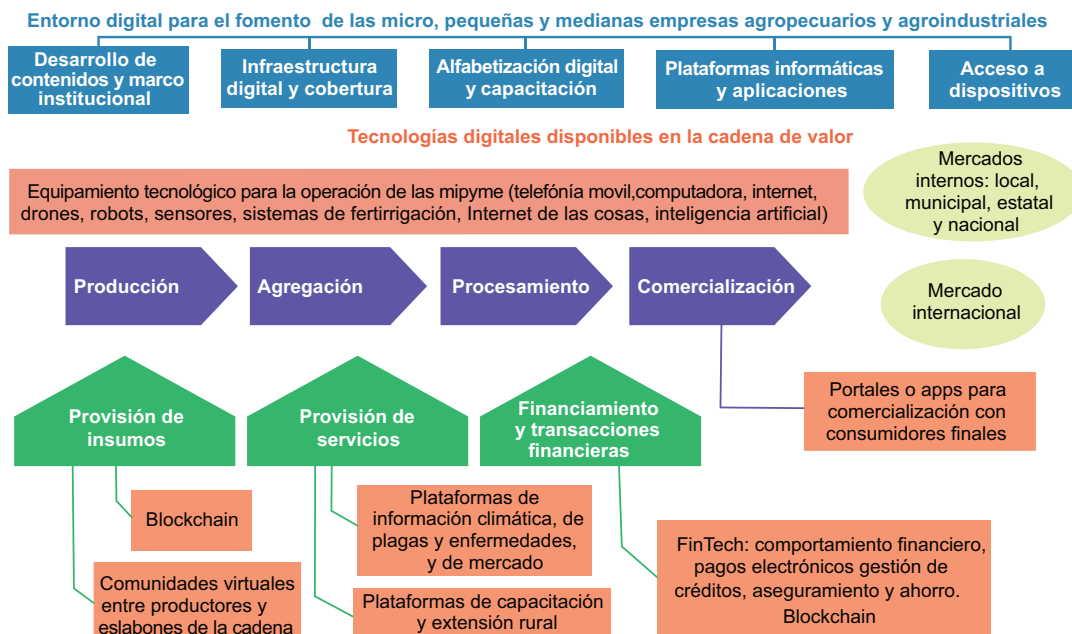 Entorno digital para el fomento de las micro, pequeñas y medianas empresas agropecuarios y agroindustriales
Desarrollo de
contenidos y marco
institucional
Infraestructura
digital y cobertura
Alfabetización digital
y capacitación
Plataformas informáticas
y aplicaciones
Acceso a
dispositivos
Tecnologías digitales disponibles en la cadena de valor
Equipamiento tecnológico para la operación de las mipyme (telefónía movil,computadora, internet,
drones, robots, sensores, sistemas de fertirrigación, Internet de las cosas, inteligencia artificial)
Mercados
internos: local,
municipal, estatal
y nacional
Producción
Agregación
Procesamiento
Comercialización
Mercado
internacional
Portales o apps para
comercialización con
consumidores finales
Provisión de
insumos
Provisión de
servicios
Financiamiento
y transacciones
financieras
Blockchain
Comunidades virtuales
entre productores y
eslabones de la cadena
Plataformas de
información climática, de
plagas y enfermedades,
y de mercado
Plataformas de capacitación
y extensión rural
FinTech: comportamiento financiero,
pagos electrónicos gestión de
créditos, aseguramiento y ahorro.
Blockchain